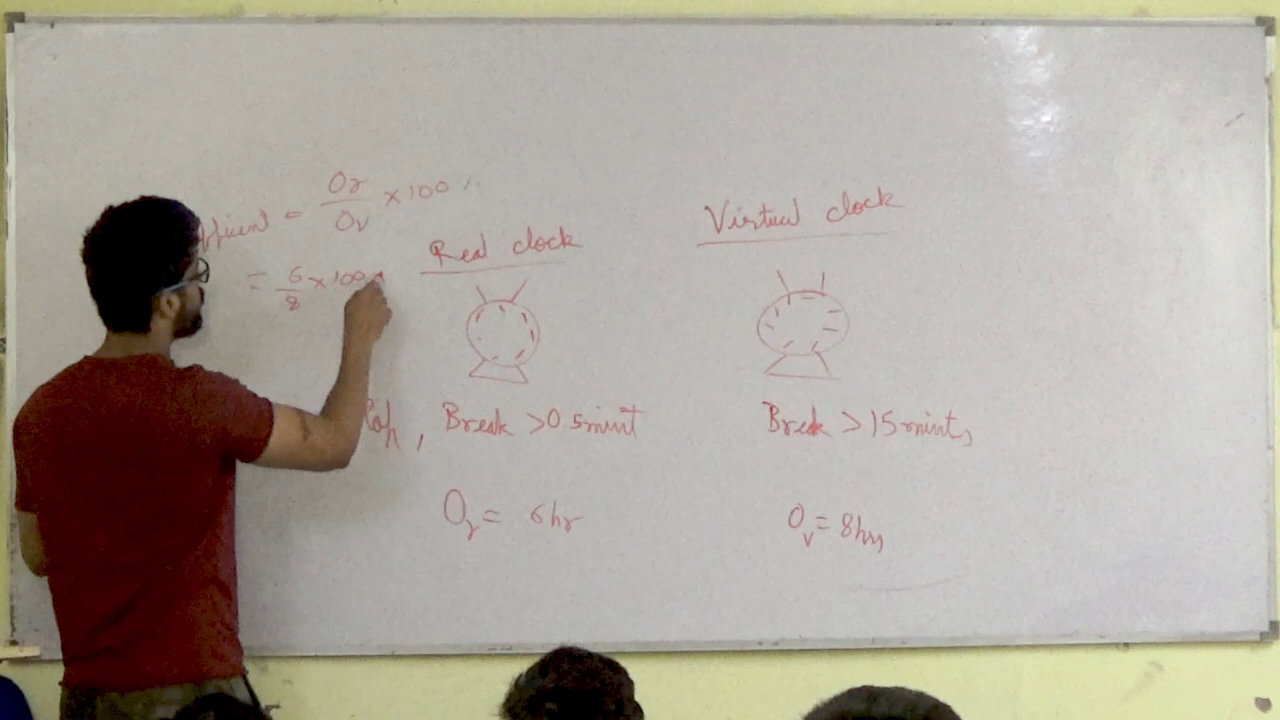 = Or/Ov × 100 %
= 6/8 × 100
Real clock
Virtual clock
, Break > 0.5 mint
Break > 15 mints
Or = 6 hr
Ov = 8 hrs